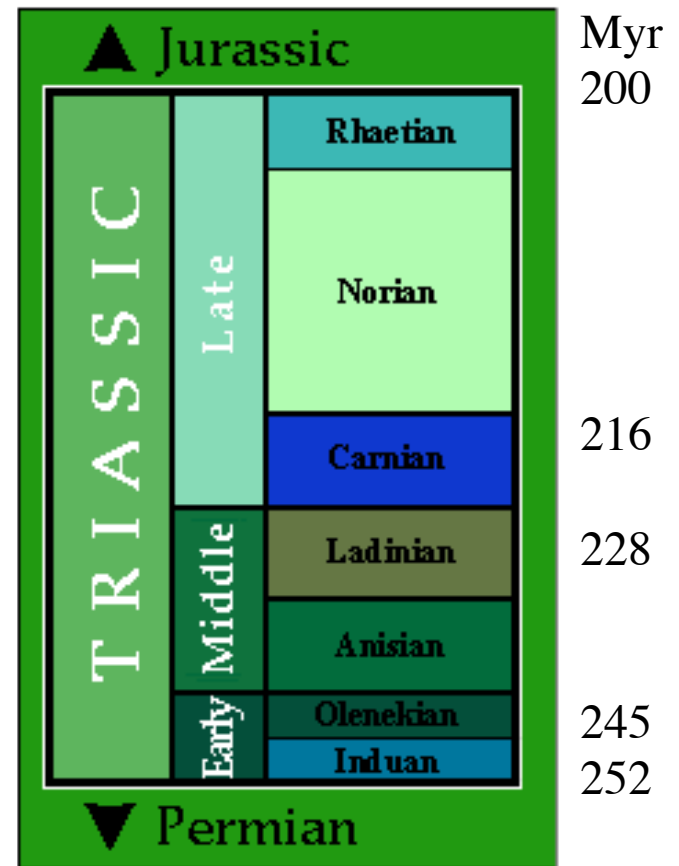 ▲ Jurassic
Myr
200
TRIASSIC
Late
Rhaetian
Norian
Carnian
216
Middle
Ladinian
228
Anisian
Early
Olenekian
245
Induan
252
▼ Permian